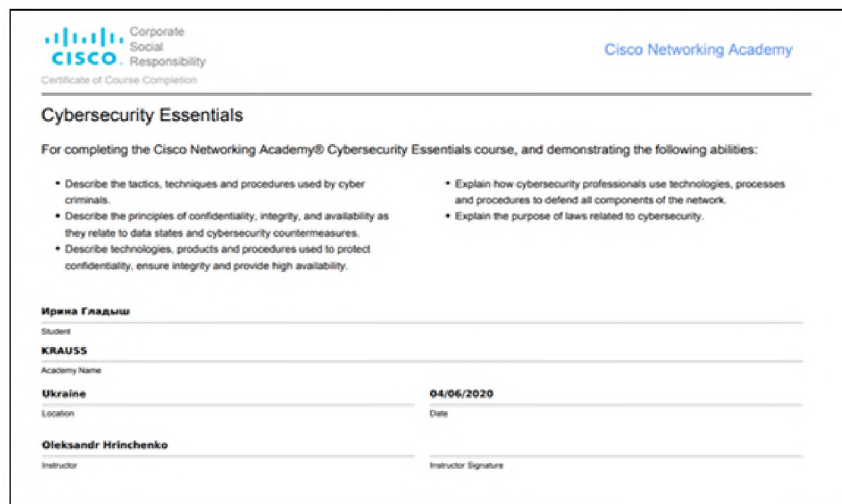 Corporate
Social
Responsibility
CISCO.
Cisco Networking Academy
Certificate of Course Completion
Cybersecurity Essentials
For completing the Cisco Networking Academy® Cybersecurity Essentials course, and demonstrating the following abilities:
• Describe the tactics, techniques and procedures used by cyber
criminals.
• Describe the principles of confidentiality, integrity, and availability as
they relate to data states and cybersecurity countermeasures.
• Describe technologies, products and procedures used to protect
confidentiality, ensure integrity and provide high availability.
• Explain how cybersecurity professionals use technologies, processes
and procedures to defend all components of the network.
• Explain the purpose of laws related to cybersecurity.
Ирина Гладыш
Student
KRAUSS
Academy Name
Ukraine
Location
04/06/2020
Date
Oleksandr Hrinchenko
Instructor
Instructor Signature